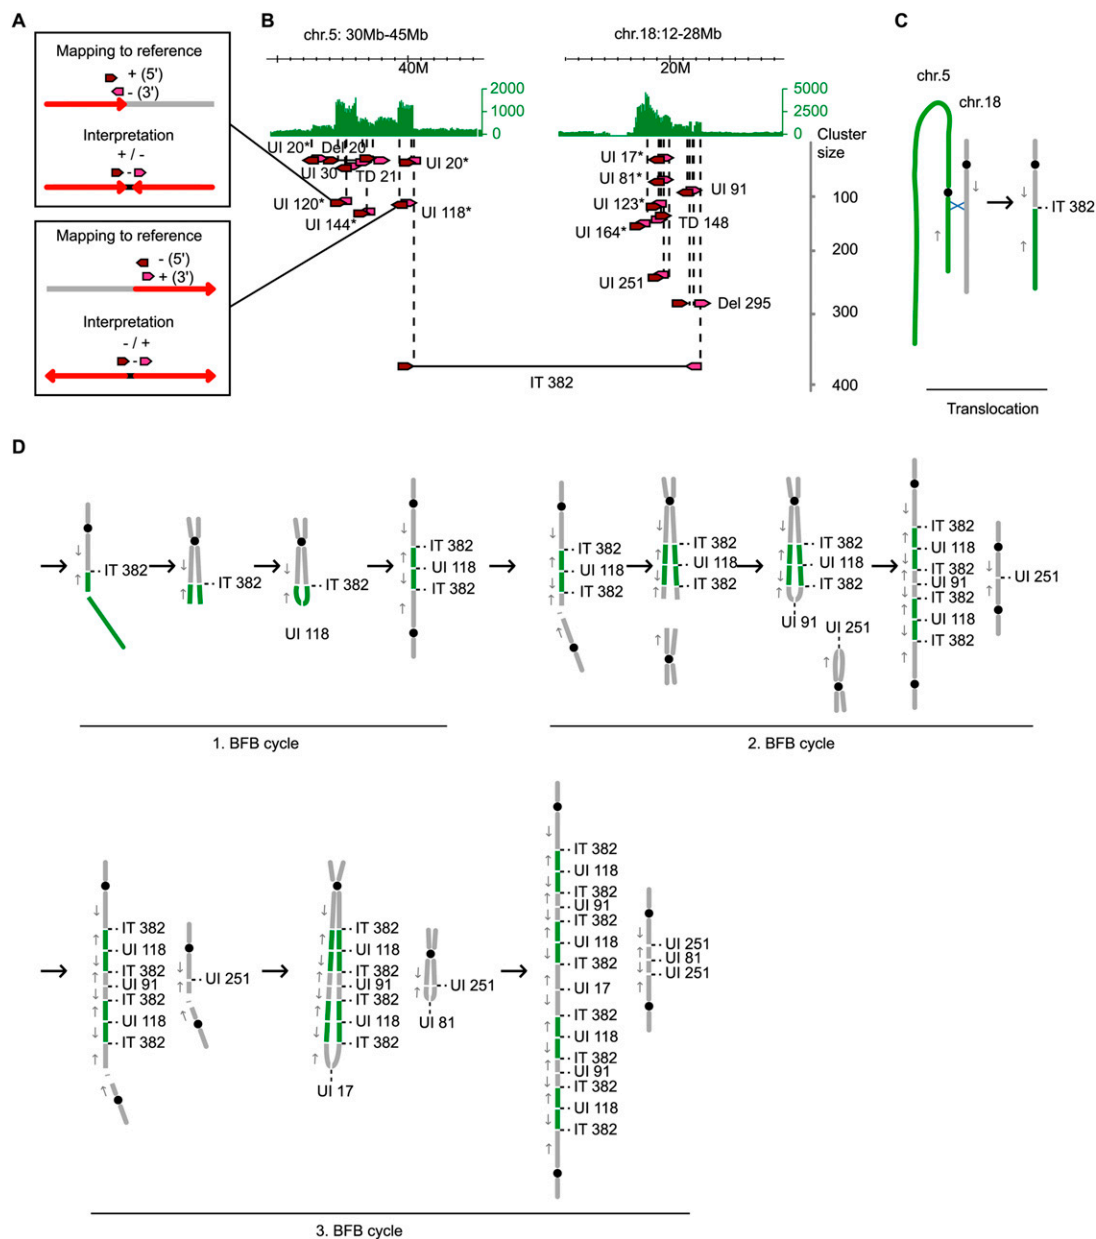 A
Mapping to reference
+ (5')
- (3')
Interpretation
+ / -
-
Mapping to reference
- (5')
+ (3')
Interpretation
- / +
-
B
chr.5: 30Mb-45Mb
40M
2000
1000
0
chr.18:12-28Mb
20M
5000
2500
0
Cluster
size
100
200
300
400
UI 20*
Del 20
UI 30
TD 21
UI 20*
UI 120*
UI 144*
UI 118*
UI 17*
UI 81*
UI 91
UI 123*
TD 148
UI 164*
UI 251
Del 295
IT 382
C
chr.5
chr.18
↓
↑
→
↓
↑
IT 382
Translocation
D
→
↓
↑
IT 382
→
↓
↑
IT 382
→
↑
IT 382
UI 118
→
↓
↑
↓
↑
IT 382
UI 118
IT 382
1. BFB cycle
→
↓
↑
↓
↑
↑
IT 382
UI 118
IT 382
→
↓
↑
↓
↑
↑
IT 382
UI 118
IT 382
→
↓
↑
↓
↑
IT 382
UI 118
IT 382
UI 91
UI 251
↑
→
↓
↑
↓
↑
↓
↑
↓
↑
IT 382
UI 118
IT 382
UI 91
IT 382
UI 118
IT 382
↓
↑
UI 251
2. BFB cycle
→
IT 382
UI 118
IT 382
UI 91
IT 382
UI 118
IT 382
UI 251
→
IT 382
UI 118
IT 382
UI 91
IT 382
UI 118
IT 382
UI 17
UI 251
UI 81
→
IT 382
UI 118
IT 382
UI 91
IT 382
UI 118
IT 382
UI 17
IT 382
UI 118
IT 382
UI 91
IT 382
UI 118
IT 382
UI 251
UI 81
UI 251
3. BFB cycle